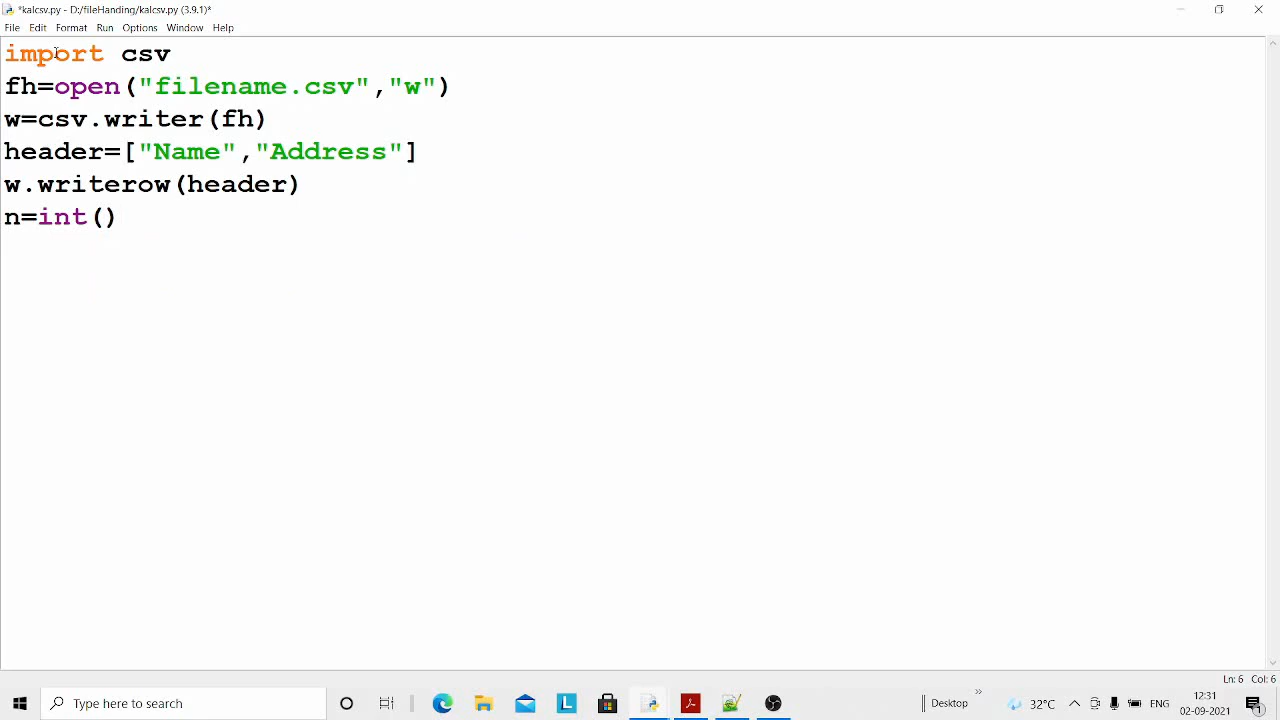 *kalcsv.py - D:/fileHanding/kalcsv.py (3.9.1)*
File Edit Format Run Options Window Help
import csv
fh=open("filename.csv","w")
w=csv.writer(fh)
header=["Name","Address"]
w.writerow(header)
n=int()
Ln: 6 Col: 6
Type here to search
L
Desktop
»
32°C
ENG
12:31
02-09-2021
1